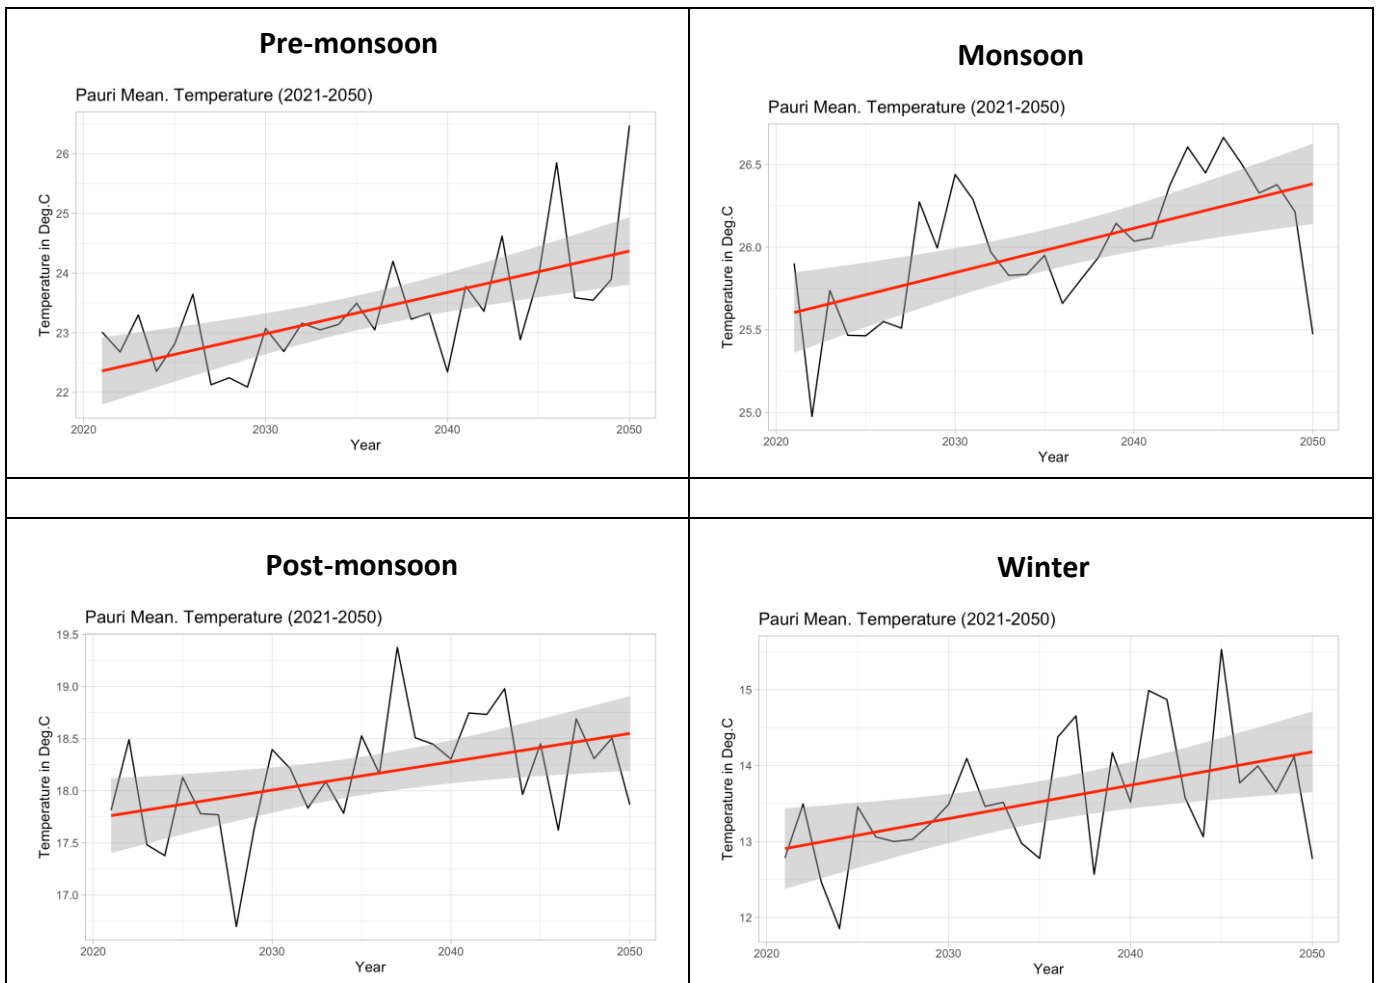 Pre-monsoon
Pauri Mean. Temperature (2021-2050)
Temperature in Deg.C
26
25
24
23
22
2020 2030 2040 2050
Year
Monsoon
Pauri Mean. Temperature (2021-2050)
Temperature in Deg.C
26.5
26.0
25.5
25.0
2020 2030 2040 2050
Year
Post-monsoon
Pauri Mean. Temperature (2021-2050)
Temperature in Deg.C
19.5
19.0
18.5
18.0
17.5
17.0
2020 2030 2040 2050
Year
Winter
Pauri Mean. Temperature (2021-2050)
Temperature in Deg.C
15
14
13
12
2020 2030 2040 2050
Year